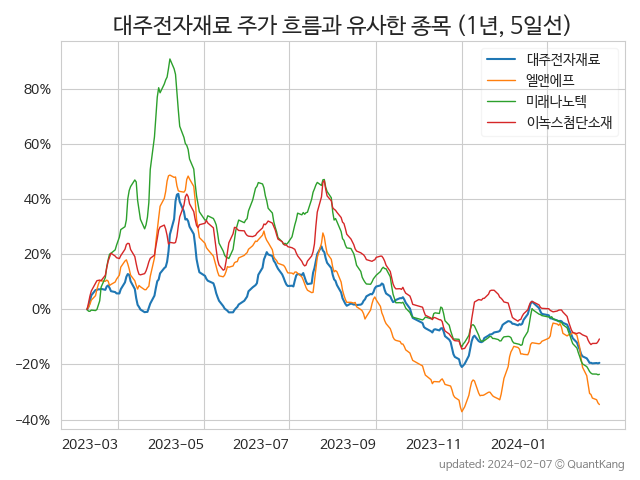 대주전자재료 주가 흐름과 유사한 종목 (1년, 5일선)
대주전자재료
엘앤에프
미래나노텍
이녹스첨단소재
80%
60%
40%
20%
0%
−20%
−40%
2023-03 2023-05 2023-07 2023-09 2023-11 2024-01
updated: 2024-02-07 © QuantKang